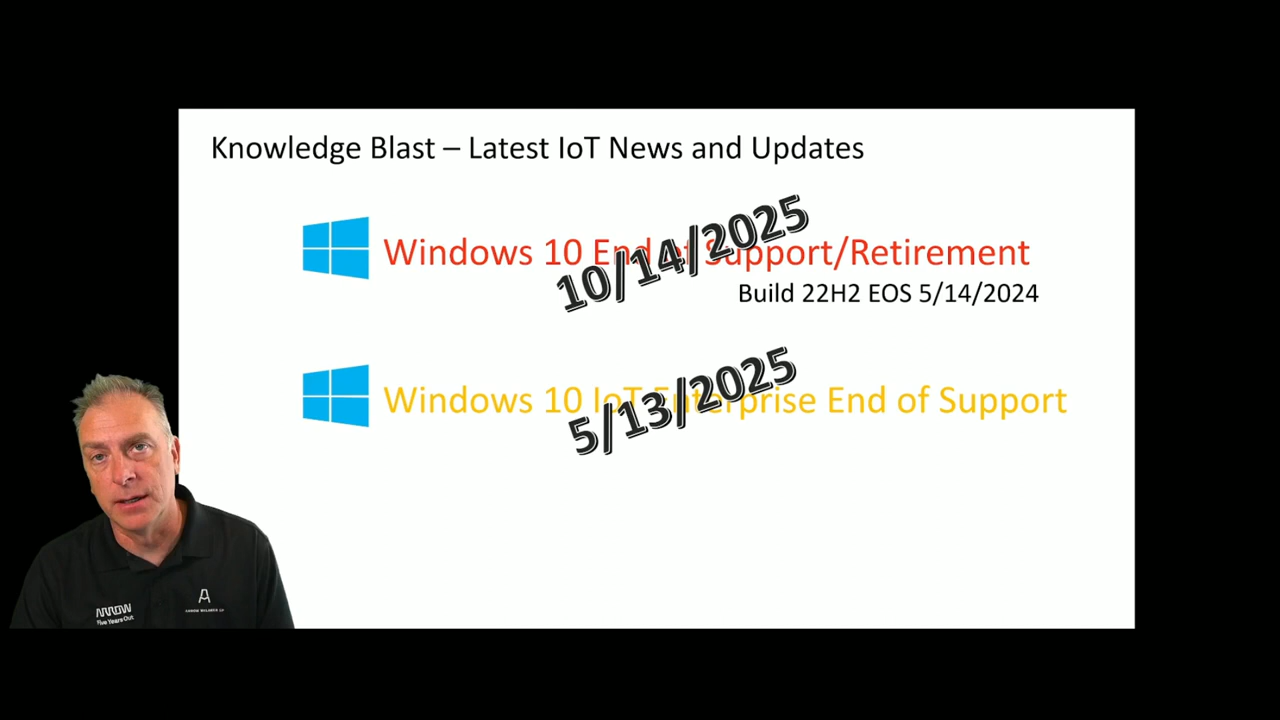 Knowledge Blast – Latest IoT News and Updates
10/14/2025
Windows 10 End of Support/Retirement
Build 22H2 EOS 5/14/2024
5/13/2025
Windows 10 IoT Enterprise End of Support
ARROW
Five Years Out